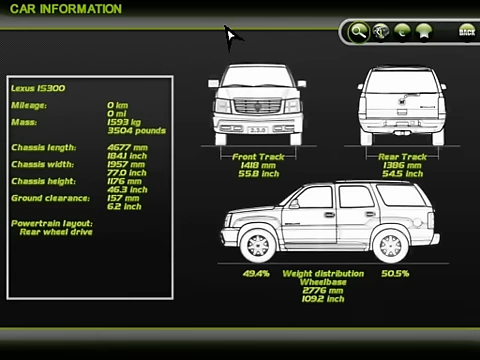 CAR INFORMATION
BACK
Lexus IS300
Mileage: 0 km
0 mi
Mass: 1593 kg
3504 pounds
Chassis length: 4677 mm
184.1 inch
Chassis width: 1957 mm
77.0 inch
Chassis height: 1176 mm
46.3 inch
Ground clearance: 157 mm
6.2 inch
Powertrain layout:
Rear wheel drive
2.3.0
Front Track
1418 mm
55.8 inch
Rear Track
1386 mm
54.5 inch
49.4% Weight distribution 50.5%
Wheelbase
2776 mm
109.2 inch